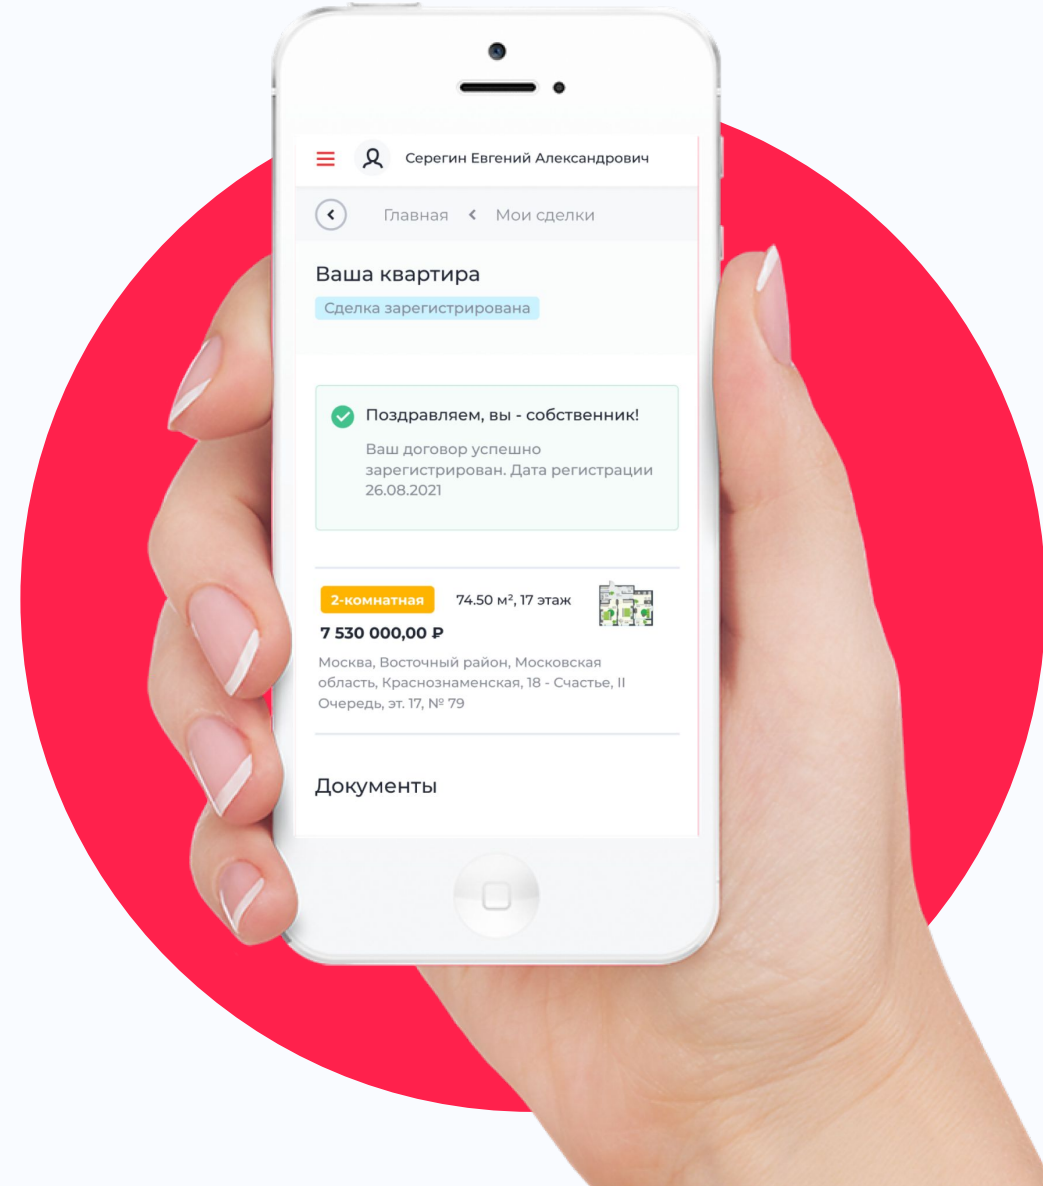 Серегин Евгений Александрович
Главная Мои сделки
Ваша квартира
Сделка зарегистрирована
Поздравляем, вы - собственник!
Ваш договор успешно
зарегистрирован. Дата регистрации
26.08.2021
2-комнатная 74.50 м², 17 этаж
7 530 000,00 ₽
Москва, Восточный район, Московская
область, Краснознаменская, 18 - Счастье, II
Очередь, эт. 17, № 79
Документы